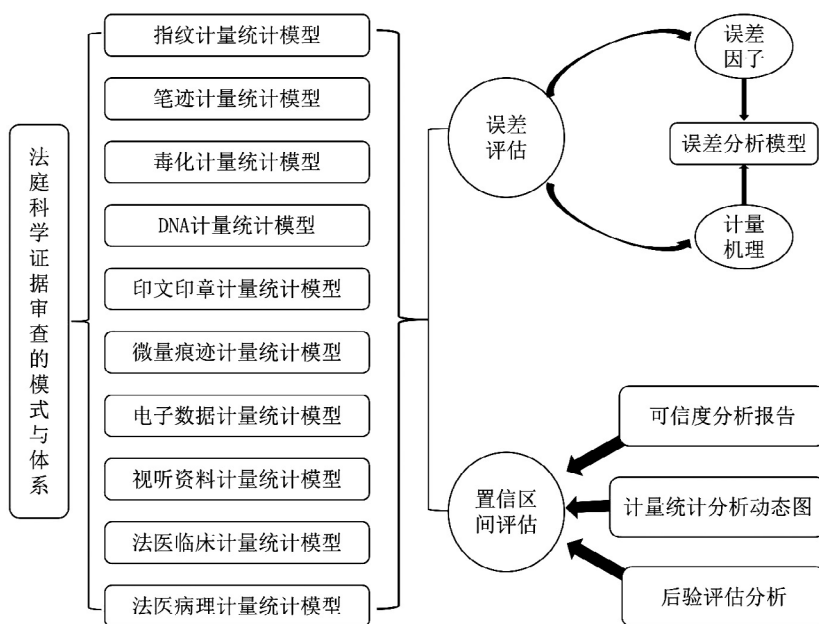 法庭科学证据审查的模式与体系
指纹计量统计模型
笔迹计量统计模型
毒化计量统计模型
DNA计量统计模型
印文印章计量统计模型
微量痕迹计量统计模型
电子数据计量统计模型
视听资料计量统计模型
法医临床计量统计模型
法医病理计量统计模型
误差
评估
误差
因子
误差分析模型
计量
机理
置信区
间评估
可信度分析报告
计量统计分析动态图
后验评估分析